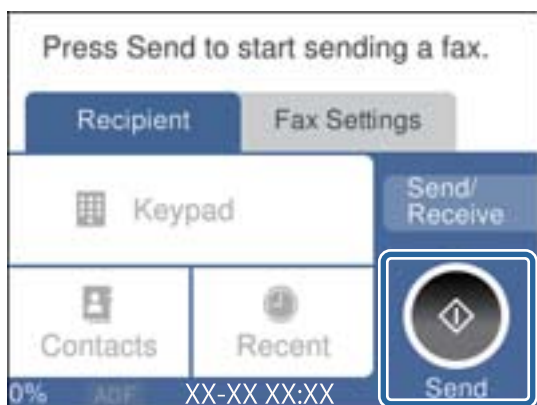 Press Send to start sending a fax.
Recipient
Fax Settings
Keypad
Send/
Receive
Contacts
Recent
0%
ADF
XX-XX XX:XX
Send